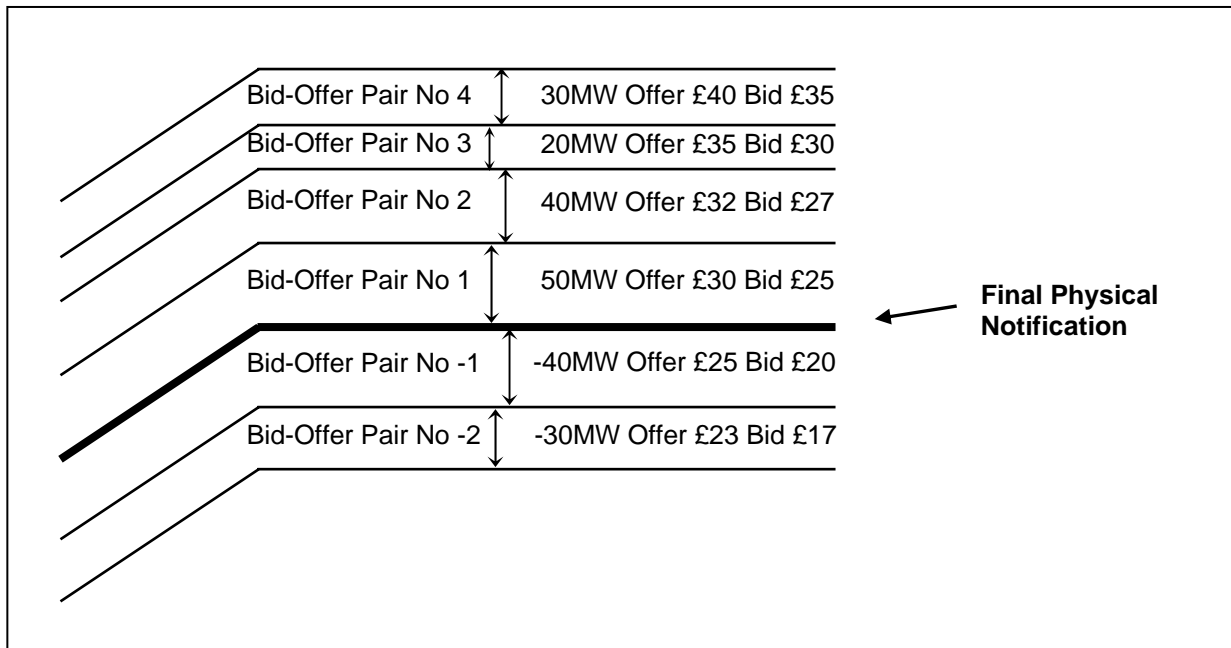 Bid-Offer Pair No 4 30MW Offer £40 Bid £35
Bid-Offer Pair No 3 20MW Offer £35 Bid £30
Bid-Offer Pair No 2 40MW Offer £32 Bid £27
Bid-Offer Pair No 1 50MW Offer £30 Bid £25
Final Physical
Notification
Bid-Offer Pair No -1 -40MW Offer £25 Bid £20
Bid-Offer Pair No -2 -30MW Offer £23 Bid £17